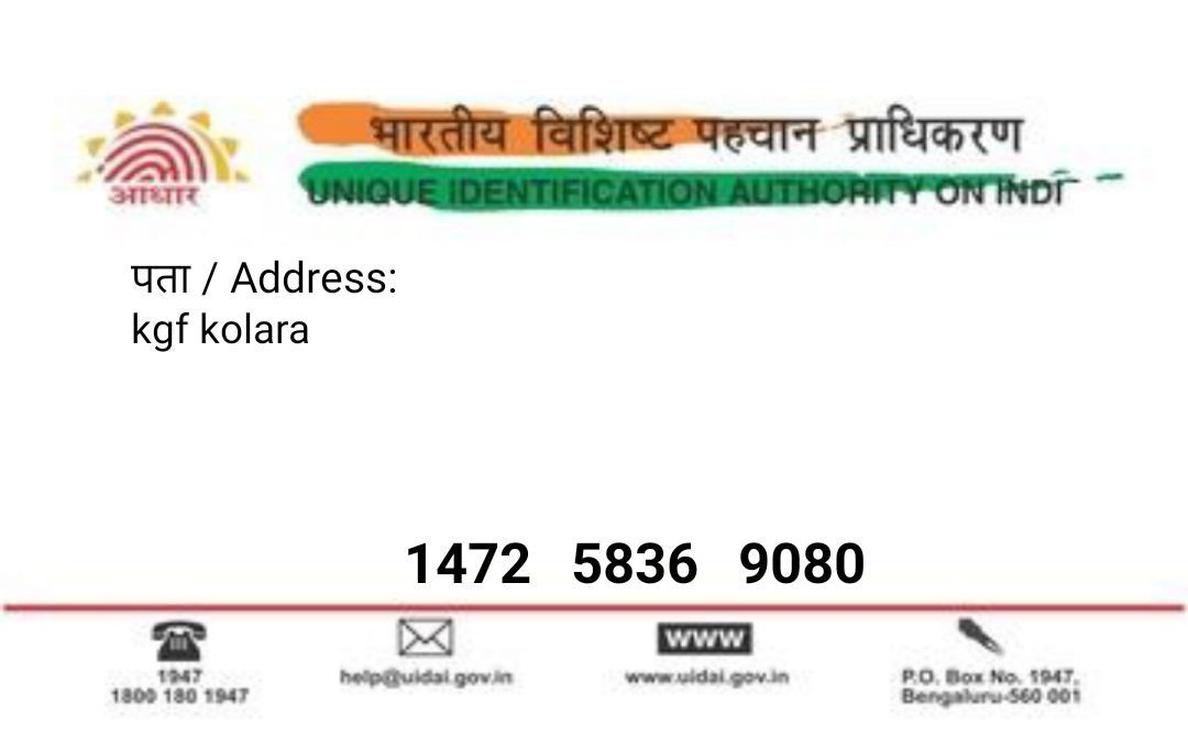 आधार
भारतीय विशिष्ट पहचान प्राधिकरण
UNIQUE IDENTIFICATION AUTHORITY ON INDI
पता / Address:
kgf kolara
1472 5836 9080
1947
1800 180 1947
help@uidai.gov.in
www
www.uidai.gov.in
P.O. Box No. 1947,
Bengaluru-560 001